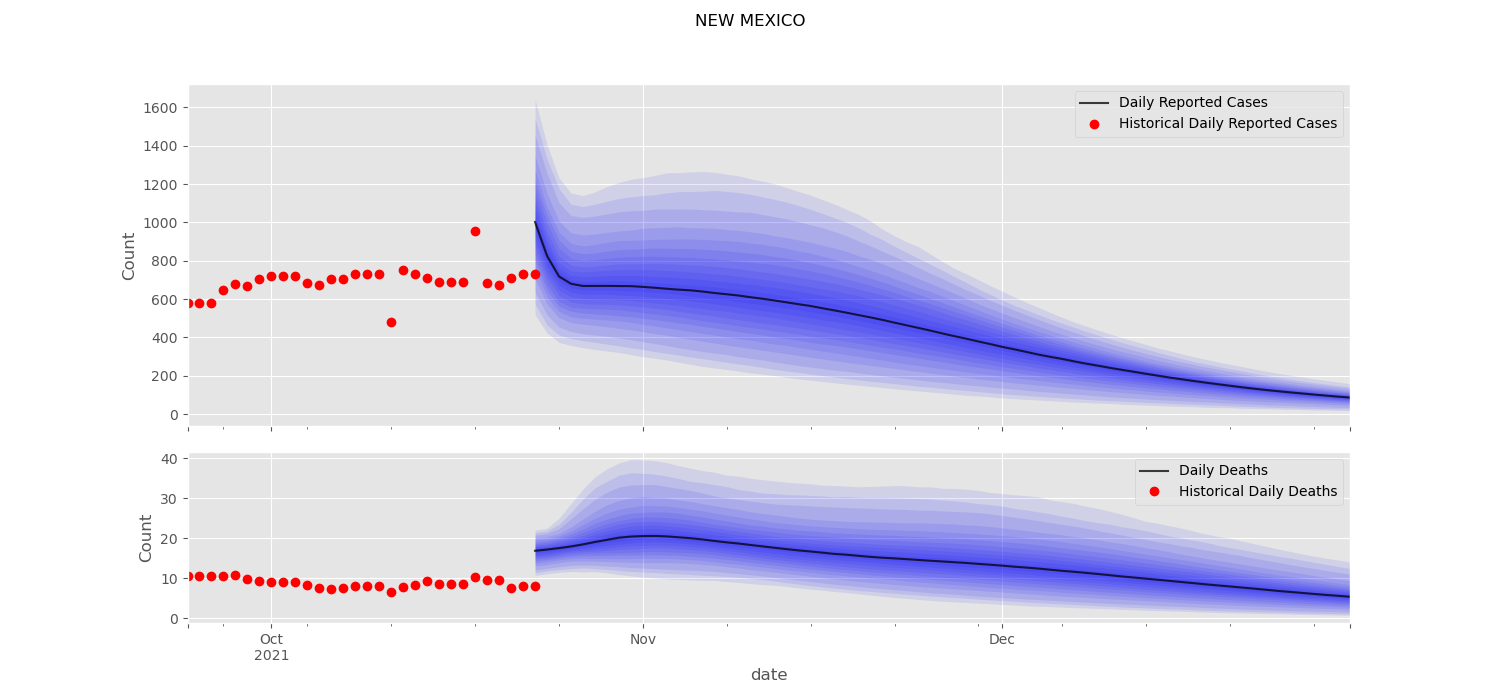 NEW MEXICO
Count
1600
1400
1200
1000
800
600
400
200
0
Daily Reported Cases
Historical Daily Reported Cases
Count
40
30
20
10
0
Daily Deaths
Historical Daily Deaths
Oct
2021
Nov
Dec
date